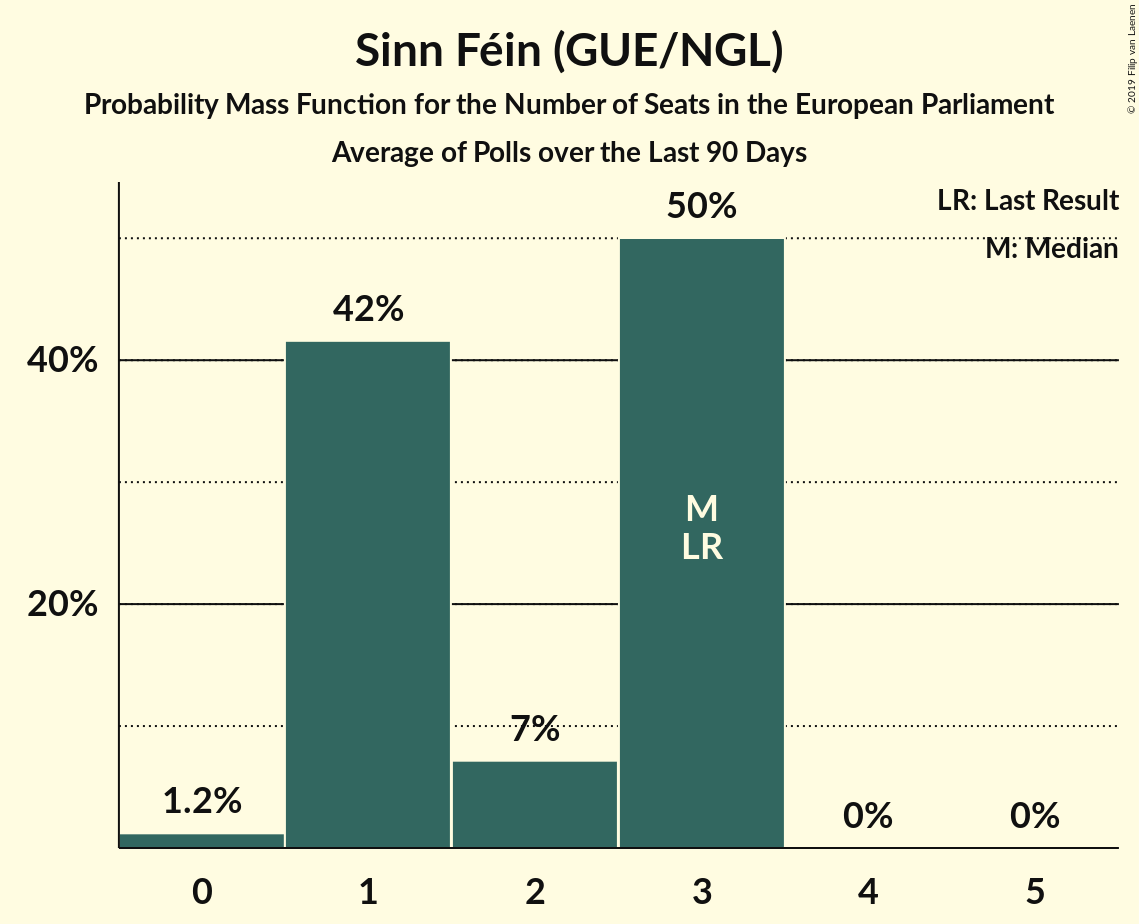 Sinn Féin (GUE/NGL)
Probability Mass Function for the Number of Seats in the European Parliament
Average of Polls over the Last 90 Days
© 2019 Filip van Laenen
LR: Last Result
M: Median
50%
42%
40%
M
LR
20%
7%
1.2%
0%
0%
0
1
2
3
4
5